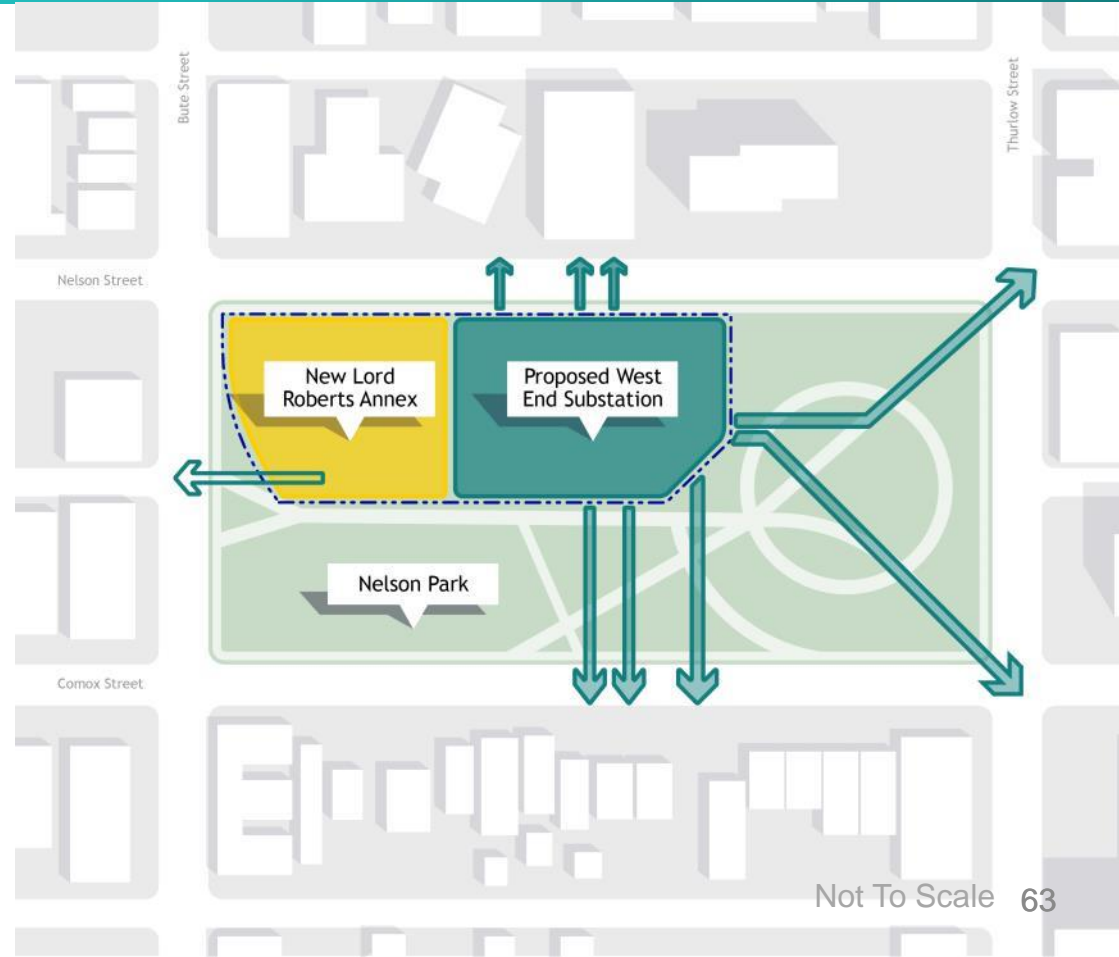 Bute Street
Thurlow Street
Nelson Street
New Lord
Roberts Annex
Proposed West
End Substation
Nelson Park
Comox Street
Not To Scale 63